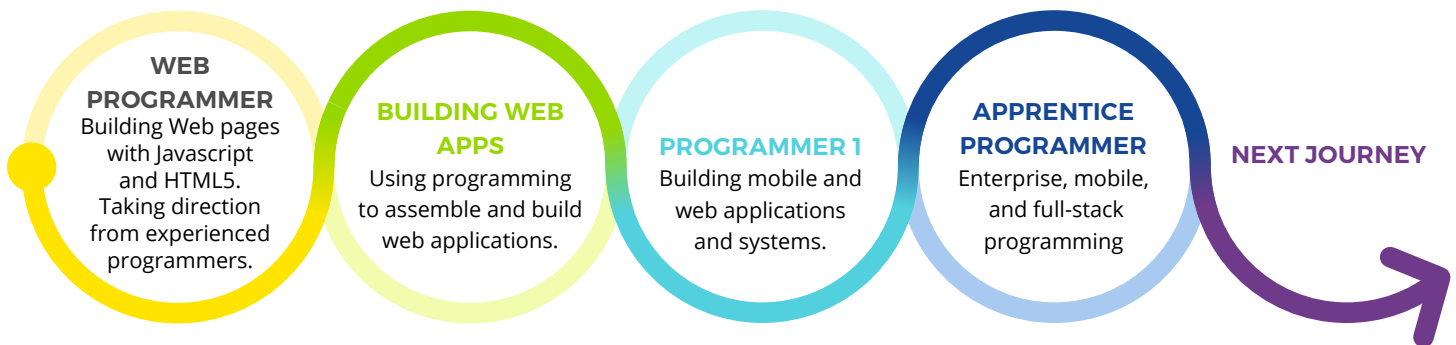 WEB
PROGRAMMER
Building Web pages
with Javascript
and HTML5.
Taking direction
from experienced
programmers.
BUILDING WEB
APPS
Using programming
to assemble and build
web applications.
PROGRAMMER 1
Building mobile and
web applications
and systems.
APPRENTICE
PROGRAMMER
Enterprise, mobile,
and full-stack
programming
NEXT JOURNEY